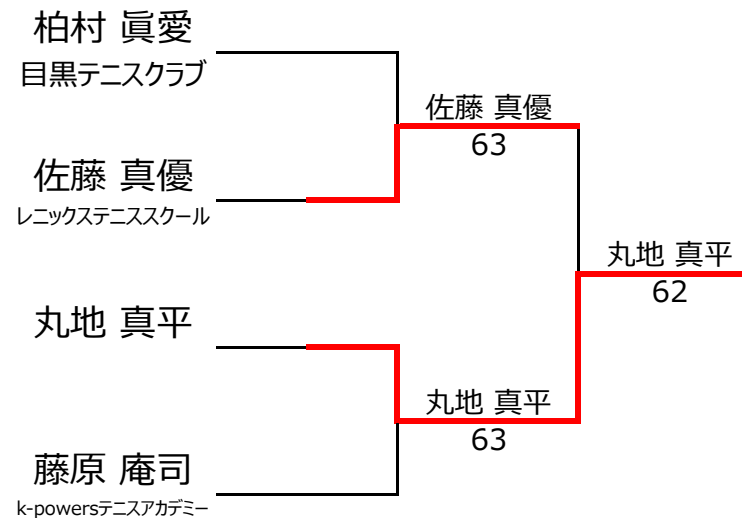 柏村 眞愛
目黒テニスクラブ
佐藤 真優
63
佐藤 真優
レニックステニススクール
丸地 真平
62
丸地 真平
丸地 真平
63
藤原 庵司
k-powersテニスアカデミー